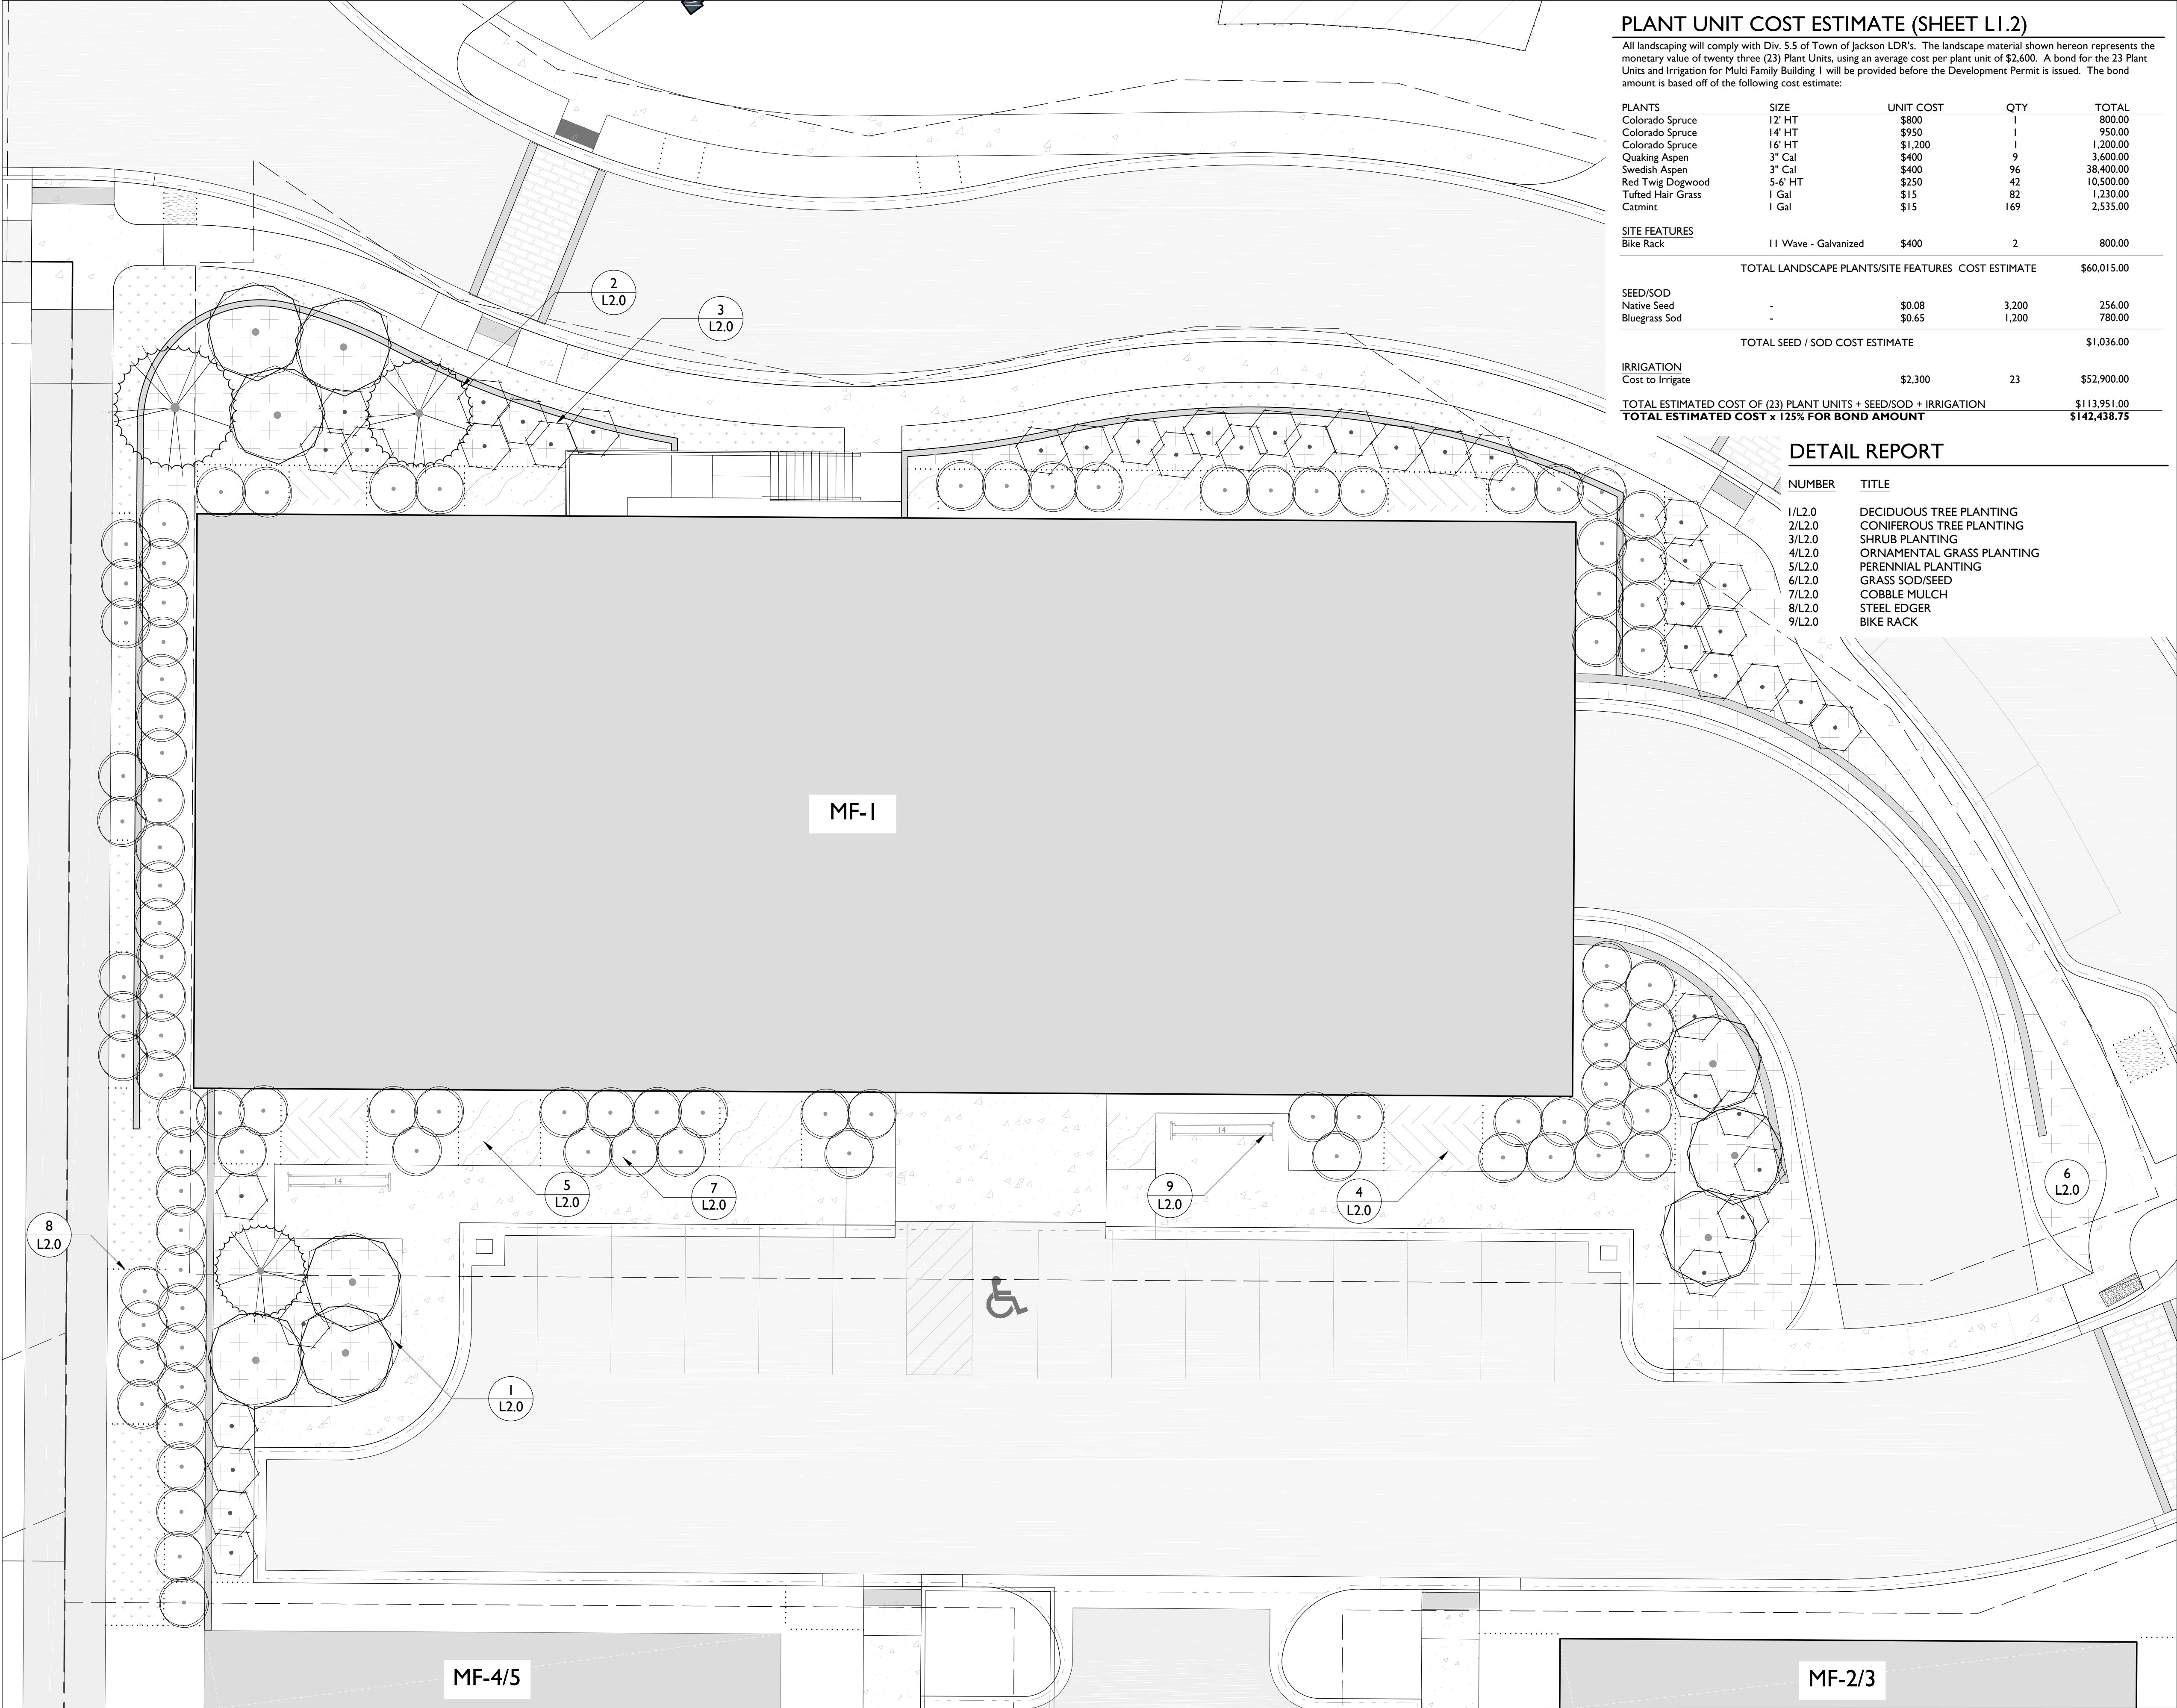 PLANT UNIT COST ESTIMATE (SHEET L1.2)
All landscaping will comply with Div. 5.5 of Town of Jackson LDR's. The landscape material shown hereon represents the
monetary value of twenty three (23) Plant Units, using an average cost per plant unit of $2,600. A bond for the 23 Plant
Units and Irrigation for Multi Family Building 1 will be provided before the Development Permit is issued. The bond
amount is based off of the following cost estimate:
PLANTS SIZE UNIT COST QTY TOTAL
Colorado Spruce 12' HT $800 1 800.00
Colorado Spruce 14' HT $950 1 950.00
Colorado Spruce 16' HT $1,200 1 1,200.00
Quaking Aspen 3" Cal $400 9 3,600.00
Swedish Aspen 3" Cal $400 96 38,400.00
Red Twig Dogwood 5-6' HT $250 42 10,500.00
Tufted Hair Grass 1 Gal $15 82 1,230.00
Catmint 1 Gal $15 169 2,535.00
SITE FEATURES
Bike Rack 11 Wave - Galvanized $400 2 800.00
TOTAL LANDSCAPE PLANTS/SITE FEATURES COST ESTIMATE $60,015.00
SEED/SOD
Native Seed - $0.08 3,200 256.00
Bluegrass Sod - $0.65 1,200 780.00
TOTAL SEED / SOD COST ESTIMATE $1,036.00
IRRIGATION
Cost to Irrigate $2,300 23 $52,900.00
TOTAL ESTIMATED COST OF (23) PLANT UNITS + SEED/SOD + IRRIGATION $113,951.00
TOTAL ESTIMATED COST x 125% FOR BOND AMOUNT $142,438.75
DETAIL REPORT
NUMBER TITLE
1/L2.0 DECIDUOUS TREE PLANTING
2/L2.0 CONIFEROUS TREE PLANTING
3/L2.0 SHRUB PLANTING
4/L2.0 ORNAMENTAL GRASS PLANTING
5/L2.0 PERENNIAL PLANTING
6/L2.0 GRASS SOD/SEED
7/L2.0 COBBLE MULCH
8/L2.0 STEEL EDGER
9/L2.0 BIKE RACK
2
L2.0
3
L2.0
MF-1
14
14
5
L2.0
7
L2.0
9
L2.0
4
L2.0
6
L2.0
8
L2.0
1
L2.0
MF-4/5
MF-2/3